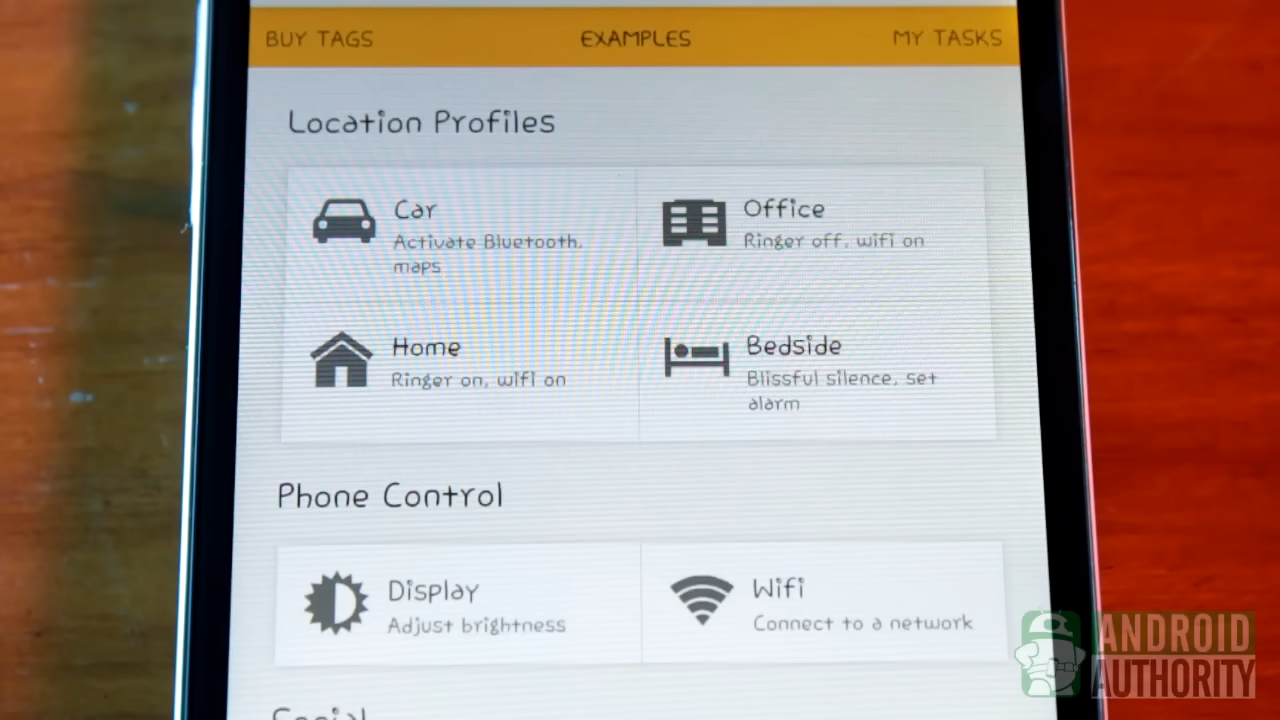 BUY TAGS EXAMPLES MY TASKS
Location Profiles
Car
Activate Bluetooth,
maps
Office
Ringer off, wifi on
Home
Ringer on, wifi on
Bedside
Blissful silence, set
alarm
Phone Control
Display
Adjust brightness
Wifi
Connect to a network
Social
ANDROID
AUTHORITY